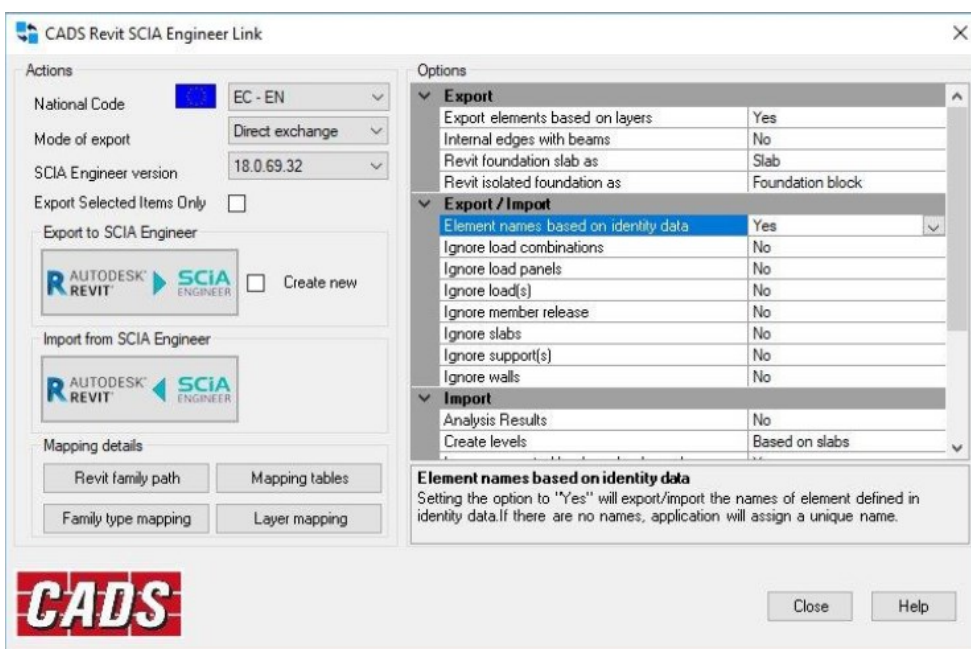 CADS Revit SCIA Engineer Link
Actions
National Code
EC - EN
Mode of export
Direct exchange
SCIA Engineer version
18.0.69.32
Export Selected Items Only
Export to SCIA Engineer
R AUTODESK® REVIT® SCiA ENGINEER
Create new
Import from SCIA Engineer
R AUTODESK® REVIT® SCiA ENGINEER
Mapping details
Revit family path
Mapping tables
Family type mapping
Layer mapping
Options
Export
Export elements based on layers Yes
Internal edges with beams No
Revit foundation slab as Slab
Revit isolated foundation as Foundation block
Export / Import
Element names based on identity data Yes
Ignore load combinations No
Ignore load panels No
Ignore load(s) No
Ignore member release No
Ignore slabs No
Ignore support(s) No
Ignore walls No
Import
Analysis Results No
Create levels Based on slabs
Element names based on identity data
Setting the option to "Yes" will export/import the names of element defined in
identity data.If there are no names, application will assign a unique name.
CADS
Close
Help